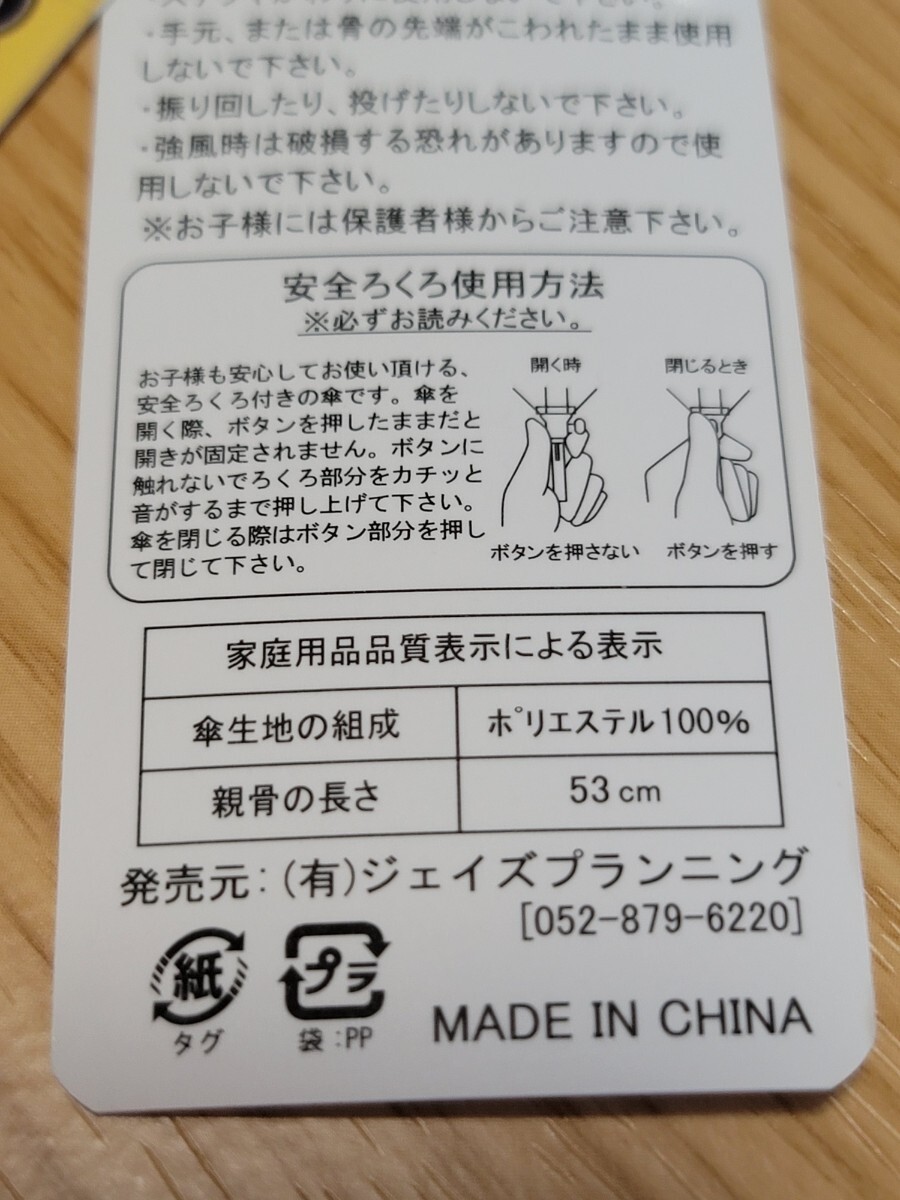 ・手元、または骨の先端がこわれたまま使用
しないで下さい。
・振り回したり、投げたりしないで下さい。
・強風時は破損する恐れがありますので使
用しないで下さい。
※お子様には保護者様からご注意下さい。
安全ろくろ使用方法
※必ずお読みください。
お子様も安心してお使い頂ける、
安全ろくろ付きの傘です。傘を
開く際、ボタンを押したままだと
開きが固定されません。ボタンに
触れないでろくろ部分をカチッと
音がするまで押し上げて下さい。
傘を閉じる際はボタン部分を押し
て閉じて下さい。
開く時
閉じるとき
ボタンを押さない
ボタンを押す
家庭用品品質表示による表示
傘生地の組成 ポリエステル100%
親骨の長さ 53cm
発売元:(有)ジェイズプランニング
[052-879-6220]
紙
タグ
プラ
袋:PP
MADE IN CHINA